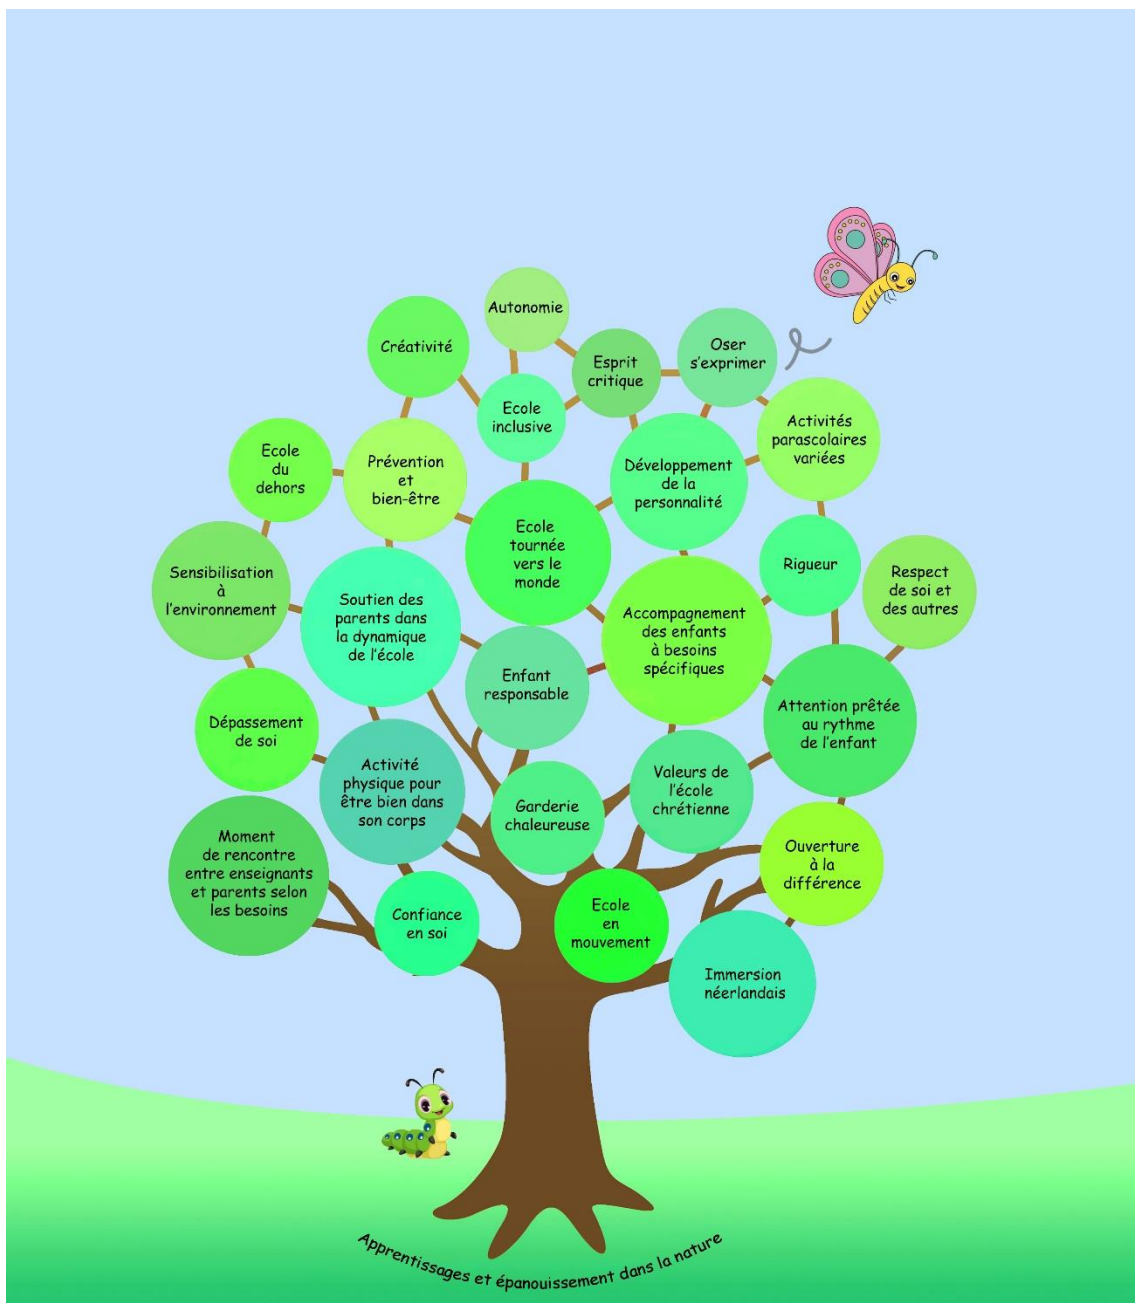 Autonomie
Créativité
Esprit
critique
Oser
s'exprimer
Ecole
inclusive
Activités
parascolaires
variées
Ecole
du
dehors
Prévention
et
bien-être
Développement
de la
personnalité
Ecole
tournée
vers le
monde
Rigueur
Respect
de soi et
des autres
Sensibilisation
à
l'environnement
Soutien des
parents dans
la dynamique
de l'école
Accompagnement
des enfants
à besoins
spécifiques
Enfant
responsable
Attention prêtée
au rythme
de l'enfant
Dépassement
de soi
Activité
physique pour
être bien dans
son corps
Garderie
chaleureuse
Valeurs de
l'école
chrétienne
Moment
de rencontre
entre enseignants
et parents selon
les besoins
Ouverture
à la
différence
Confiance
en soi
Ecole
en
mouvement
Immersion
néerlandais
Apprentissages et épanouissement dans la nature